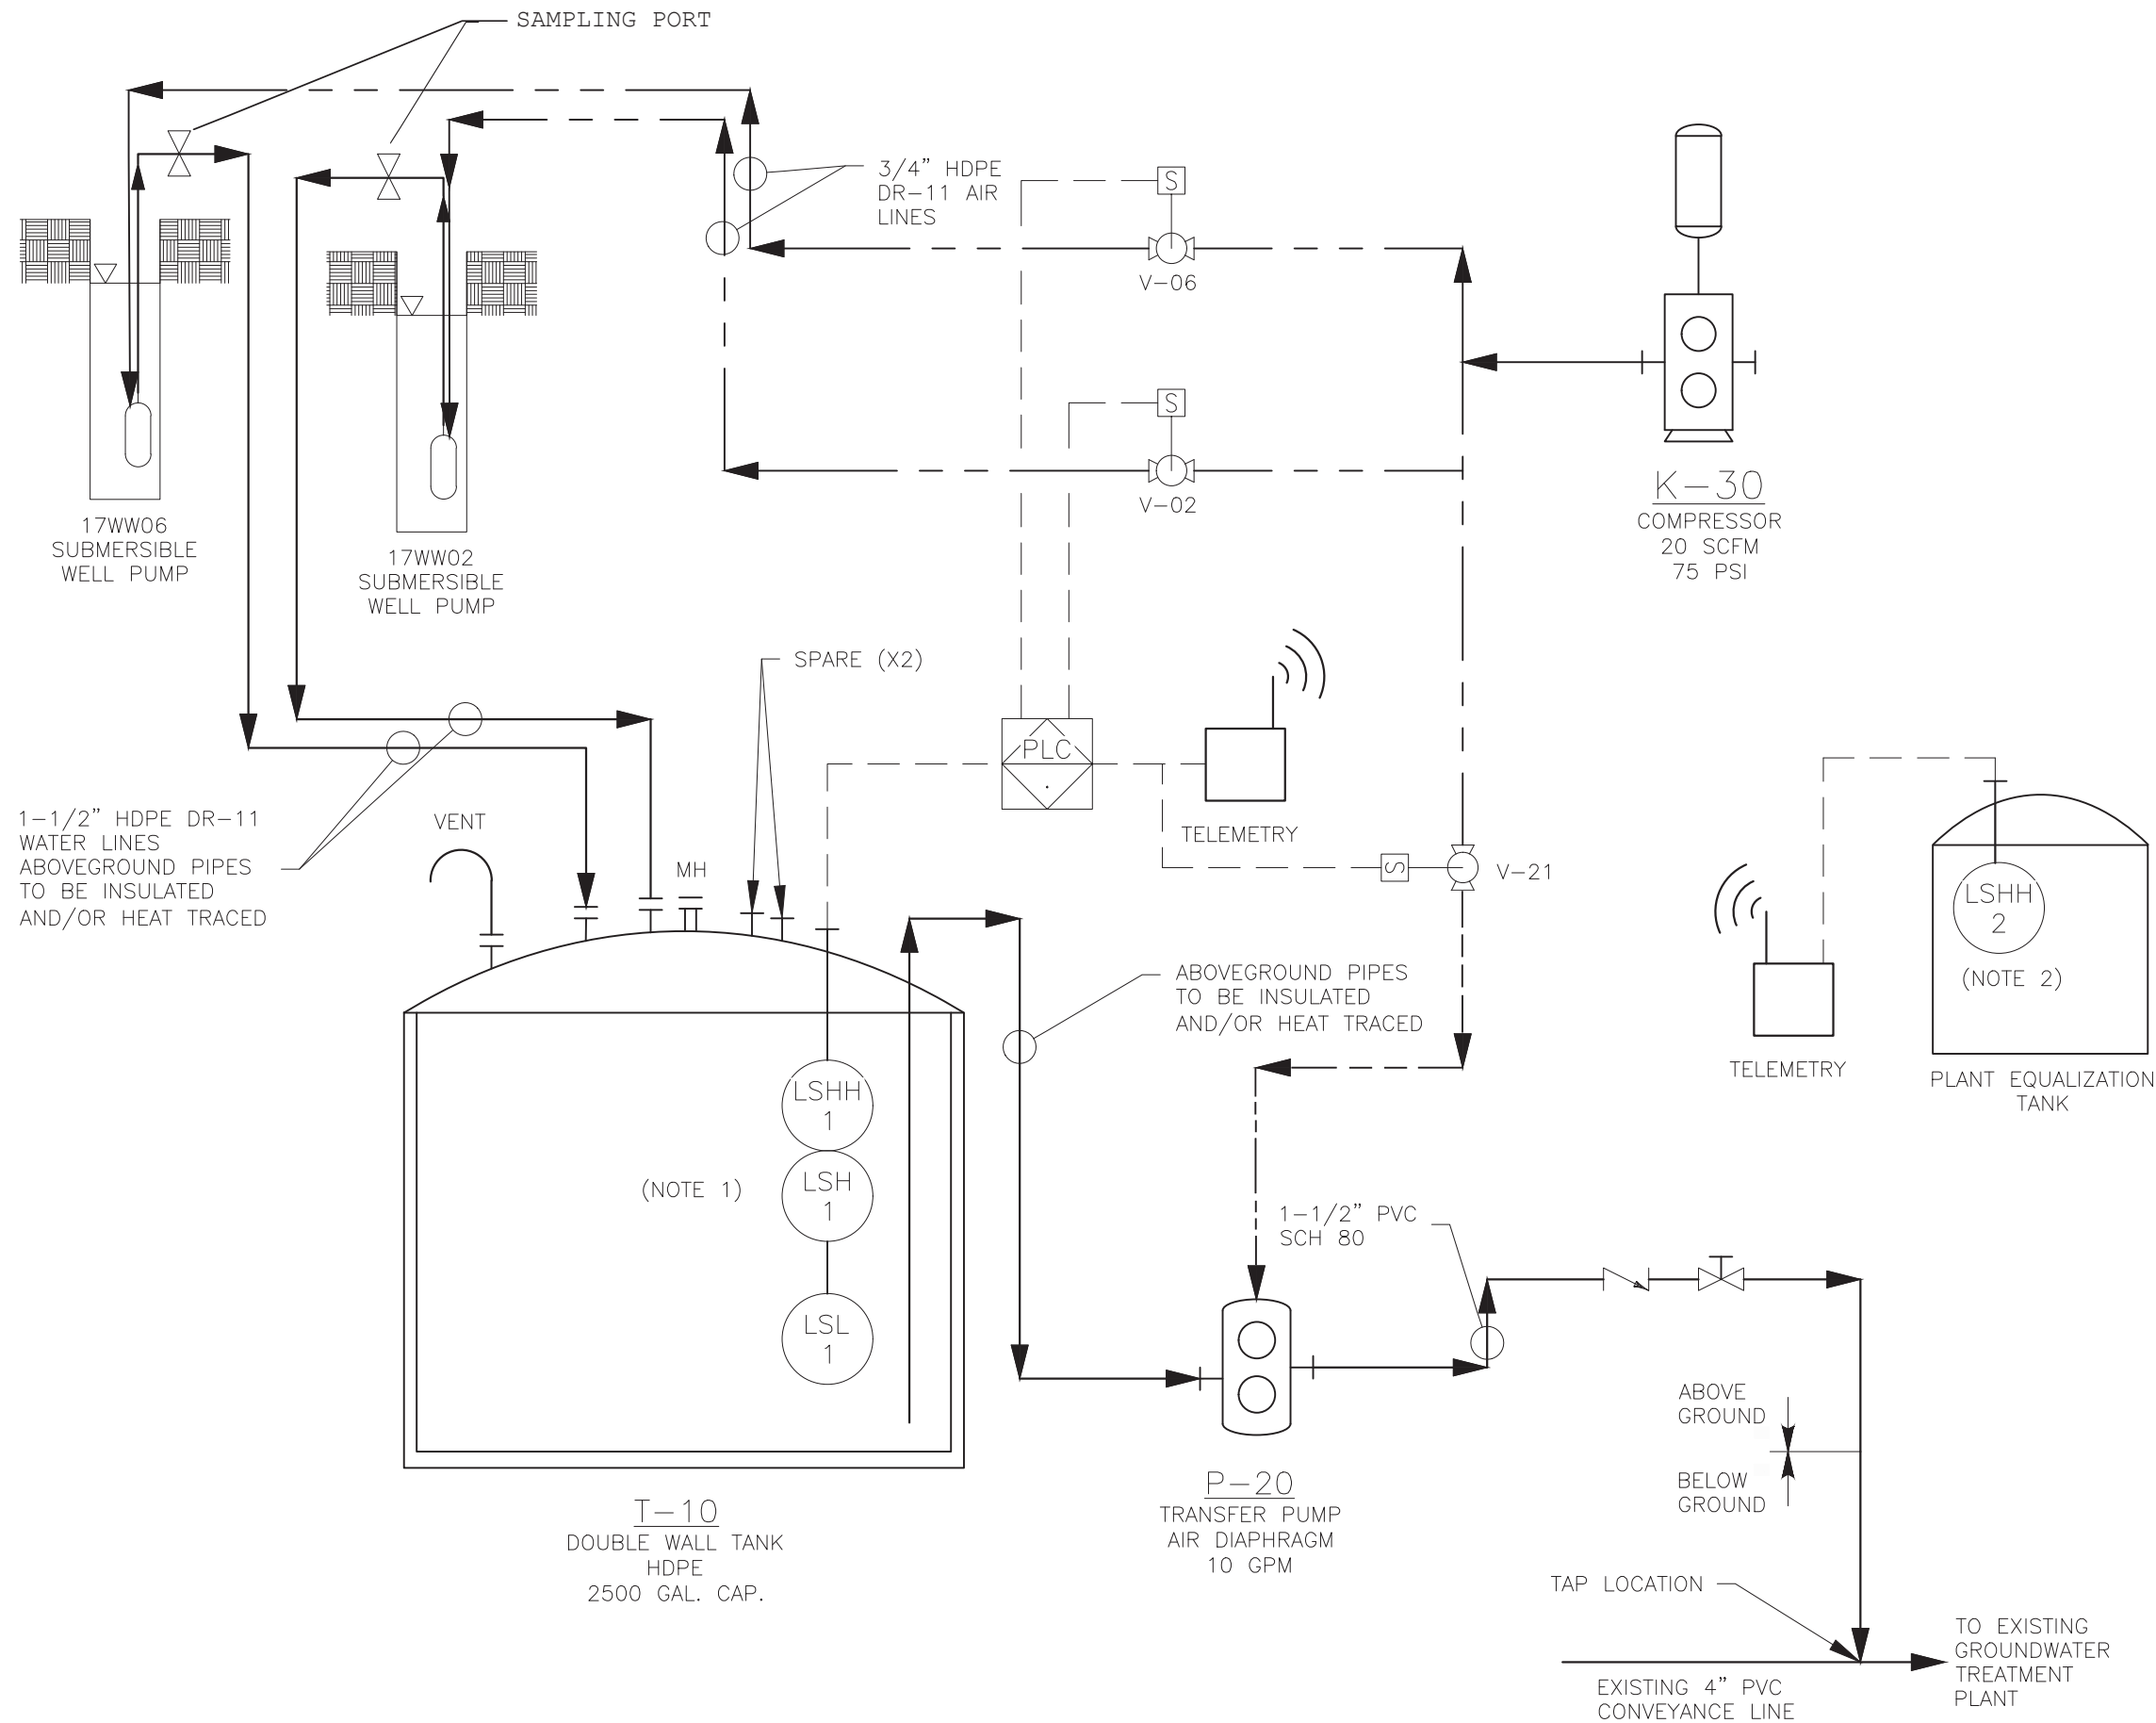 SAMPLING PORT
3/4” HDPE
DR-11 AIR
LINES
S
V-06
S
V-02
K-30
COMPRESSOR
20 SCFM
75 PSI
17WW06
SUBMERSIBLE
WELL PUMP
17WW02
SUBMERSIBLE
WELL PUMP
SPARE (X2)
PLC
TELEMETRY
1-1/2” HDPE DR-11
WATER LINES
ABOVEGROUND PIPES
TO BE INSULATED
AND/OR HEAT TRACED
VENT
MH
S
V-21
LSHH
2
(NOTE 2)
TELEMETRY
PLANT EQUALIZATION
TANK
ABOVEGROUND PIPES
TO BE INSULATED
AND/OR HEAT TRACED
LSHH
1
(NOTE 1)
LSH
1
LSL
1
1-1/2” PVC
SCH 80
T-10
DOUBLE WALL TANK
HDPE
2500 GAL. CAP.
P-20
TRANSFER PUMP
AIR DIAPHRAGM
10 GPM
ABOVE
GROUND
BELOW
GROUND
TAP LOCATION
EXISTING 4” PVC
CONVEYANCE LINE
TO EXISTING
GROUNDWATER
TREATMENT
PLANT